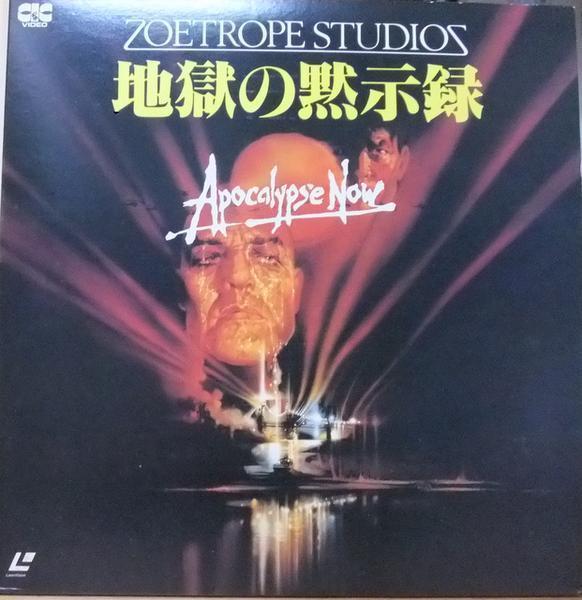 CIC
VIDEO
ZOETROPE STUDIOS
地獄の黙示録
Apocalypse Now
LaserVision